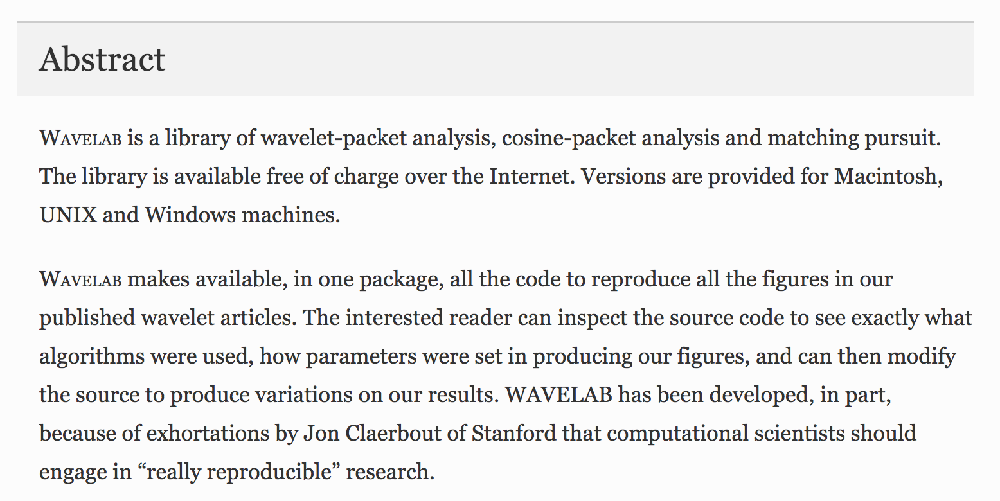 Abstract
WAVELAB is a library of wavelet-packet analysis, cosine-packet analysis and matching pursuit.
The library is available free of charge over the Internet. Versions are provided for Macintosh,
UNIX and Windows machines.
WAVELAB makes available, in one package, all the code to reproduce all the figures in our
published wavelet articles. The interested reader can inspect the source code to see exactly what
algorithms were used, how parameters were set in producing our figures, and can then modify
the source to produce variations on our results. WAVELAB has been developed, in part,
because of exhortations by Jon Claerbout of Stanford that computational scientists should
engage in “really reproducible” research.